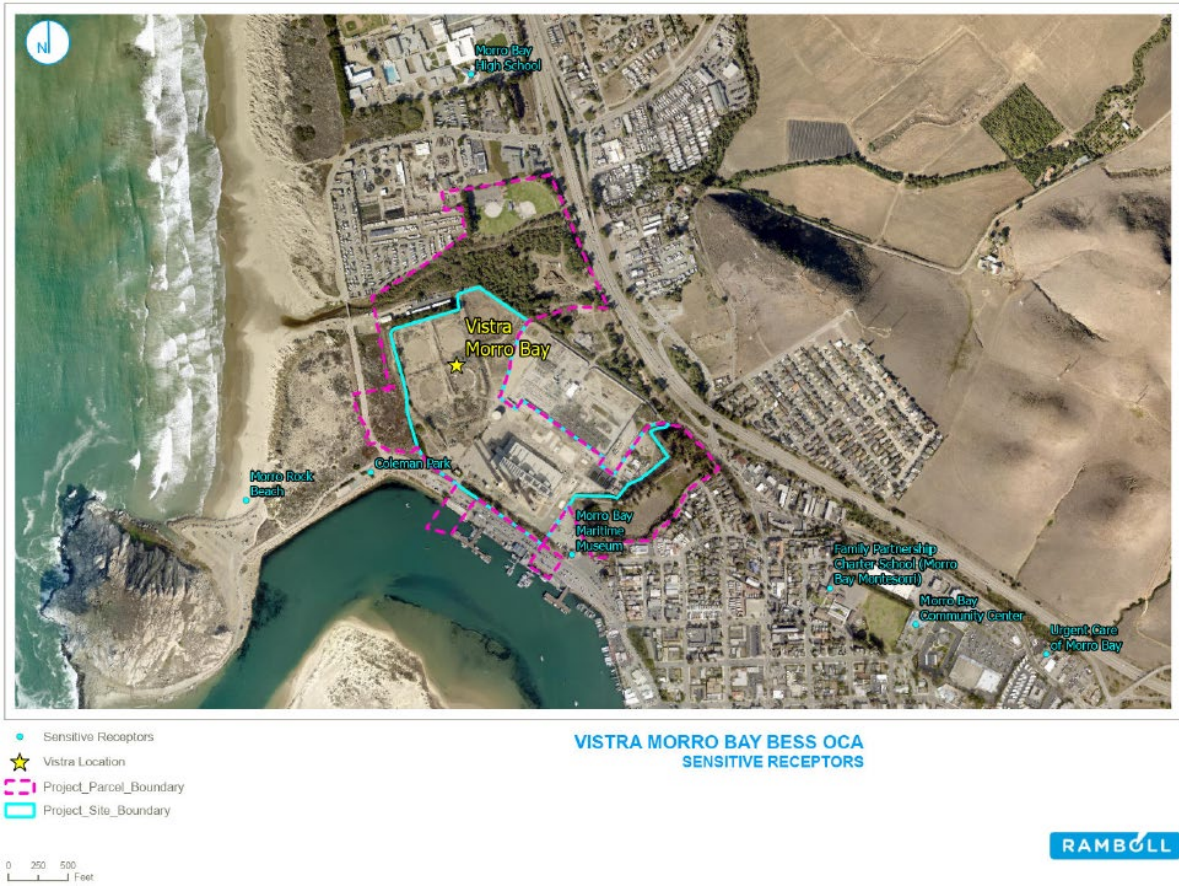 N
Morro Bay
High School
Vistra
Morro Bay
Coleman Park
Morro Rock
Beach
Morro Bay
Maritime
Museum
Family Partnership
Charter School (Morro
Bay Montesorri)
Morro Bay
Community Center
Urgent Care
of Morro Bay
Sensitive Receptors
Vistra Location
Project_Parcel_Boundary
Project_Site_Boundary
VISTRA MORRO BAY BESS OCA
SENSITIVE RECEPTORS
RAMBOLL
0 250 500
Feet